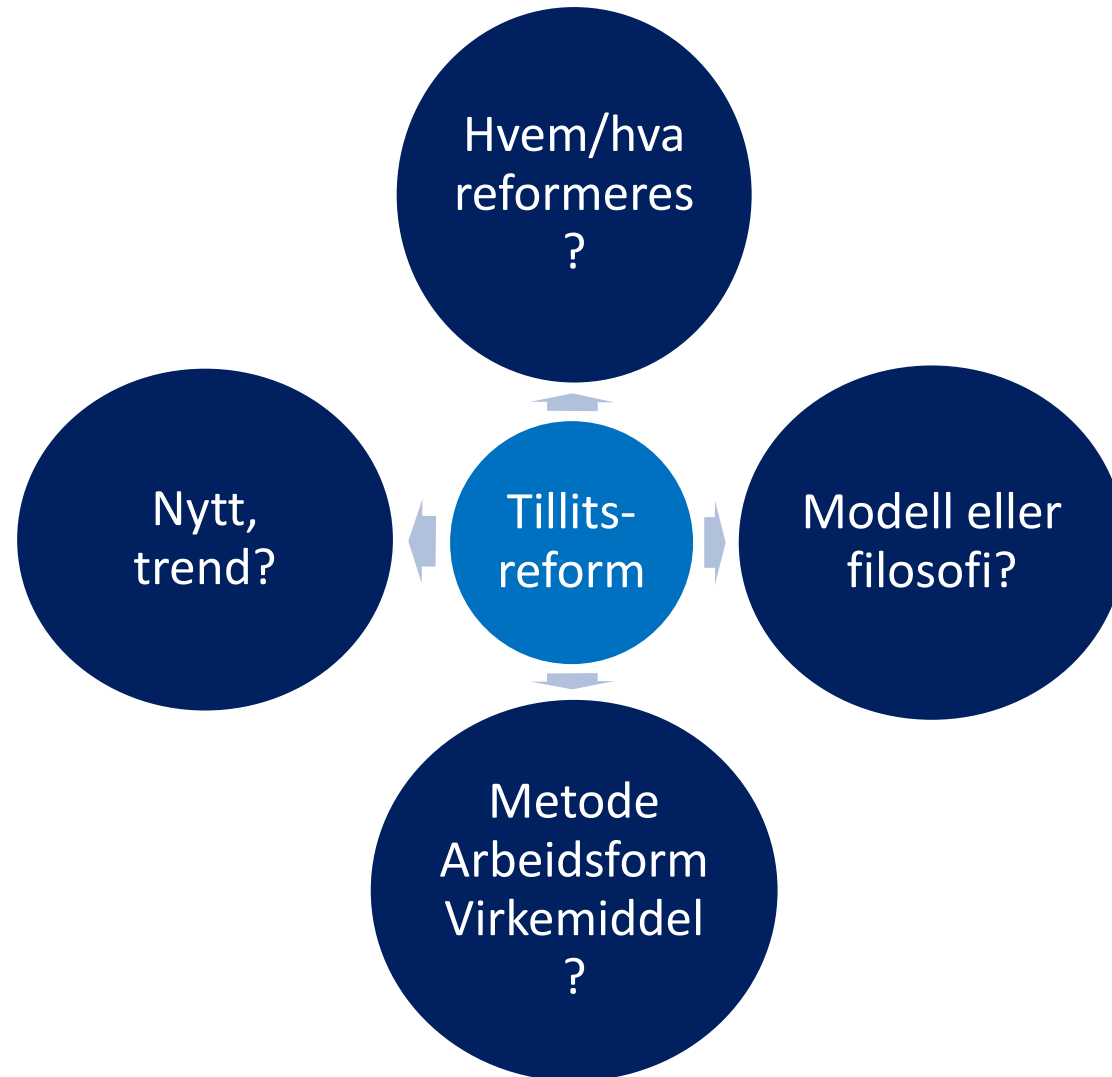 Hvem/hva
reformeres
?
Nytt,
trend?
Tillits-
reform
Modell eller
filosofi?
Metode
Arbeidsform
Virkemiddel
?